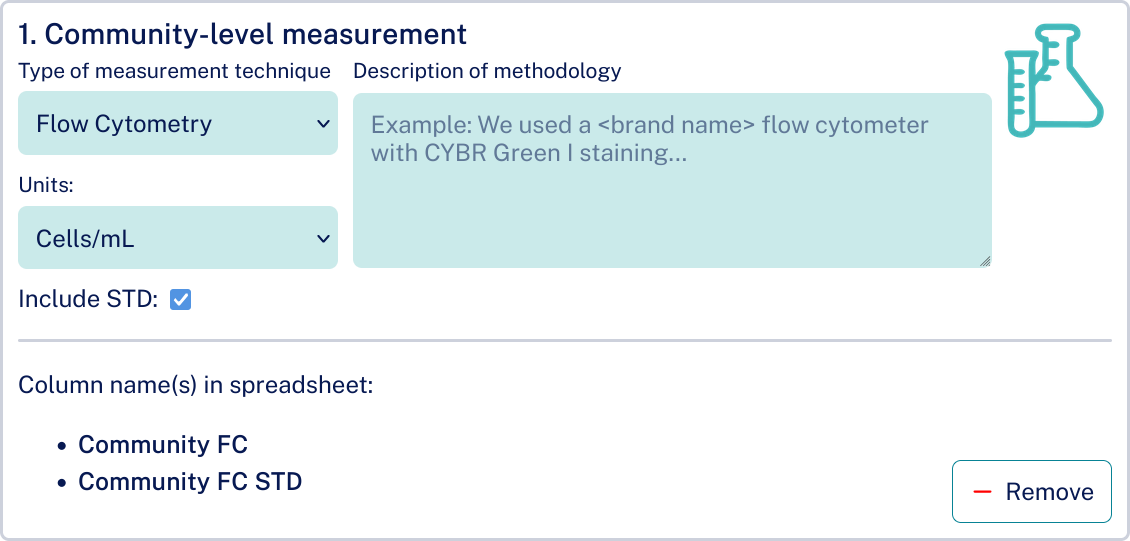 1. Community-level measurement
Type of measurement technique
Description of methodology
Flow Cytometry
Example: We used a <brand name> flow cytometer
with CYBR Green I staining...
Units:
Cells/mL
Include STD:
Column name(s) in spreadsheet:
• Community FC
• Community FC STD
Remove